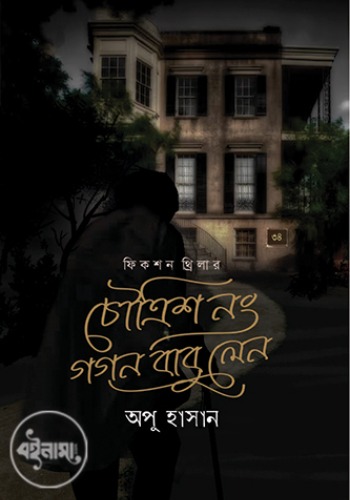 ৩৪
ফিকশন থ্রিলার
চৌত্রিশ নং
গগন বাবু লেন
অপু হাসান
বইনামা